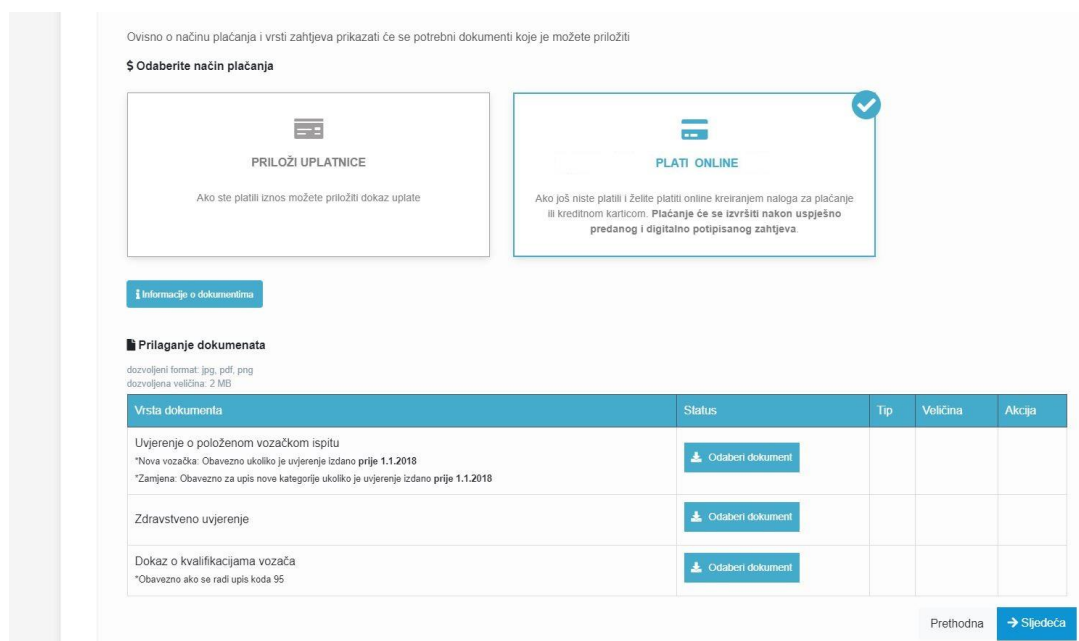 Ovisno o načinu plaćanja i vrsti zahtjeva prikazati će se potrebni dokumenti koje je možete priložiti
$ Odaberite način plačanja
PRILOŽI UPLATNICE
Ako ste platili iznos možete priložiti dokaz uplate
PLATI ONLINE
Ako još niste platili i želite platiti online kreiranjem naloga za plaćanje
ili kreditnom karticom. Plaćanje će se izvršiti nakon uspješno
predanog i digitalno potipisanog zahtjeva.
i Informacije o dokumentima
Prilaganje dokumenata
dozvoljeni format: jpg, pdf, png
dozvoljena veličina: 2 MB
Vrsta dokumenta Status Tip Veličina Akcija
Uvjerenje o položenom vozačkom ispitu
*Nova vozačka: Obavezno ukoliko je uvjerenje izdano prije 1.1.2018
*Zamjena: Obavezno za upis nove kategorije ukoliko je uvjerenje izdano prije 1.1.2018
Odaberi dokument
Zdravstveno uvjerenje
Odaberi dokument
Dokaz o kvalifikacijama vozača
*Obavezno ako se radi upis koda 95
Odaberi dokument
Prethodna → Sljedeća